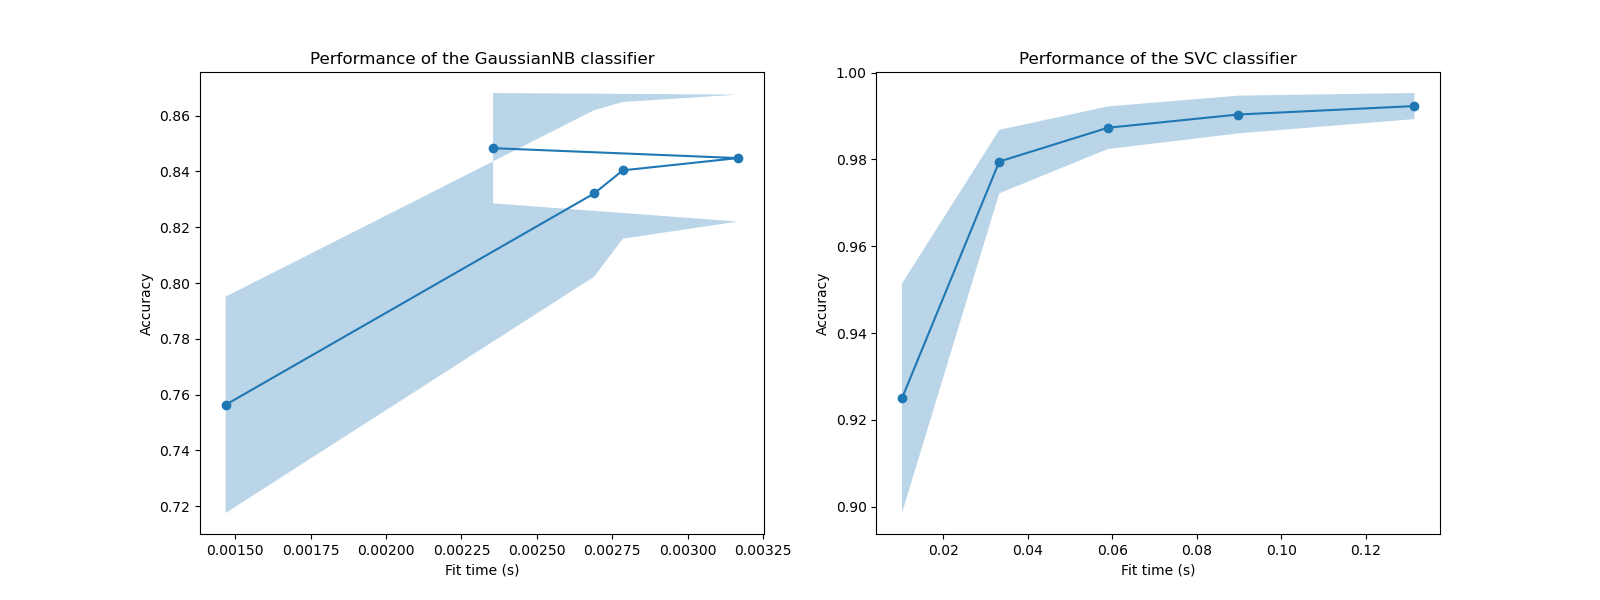 Performance of the GaussianNB classifier
Accuracy
0.86
0.84
0.82
0.80
0.78
0.76
0.74
0.72
0.00150 0.00175 0.00200 0.00225 0.00250 0.00275 0.00300 0.00325
Fit time (s)
Performance of the SVC classifier
Accuracy
1.00
0.98
0.96
0.94
0.92
0.90
0.02 0.04 0.06 0.08 0.10 0.12
Fit time (s)